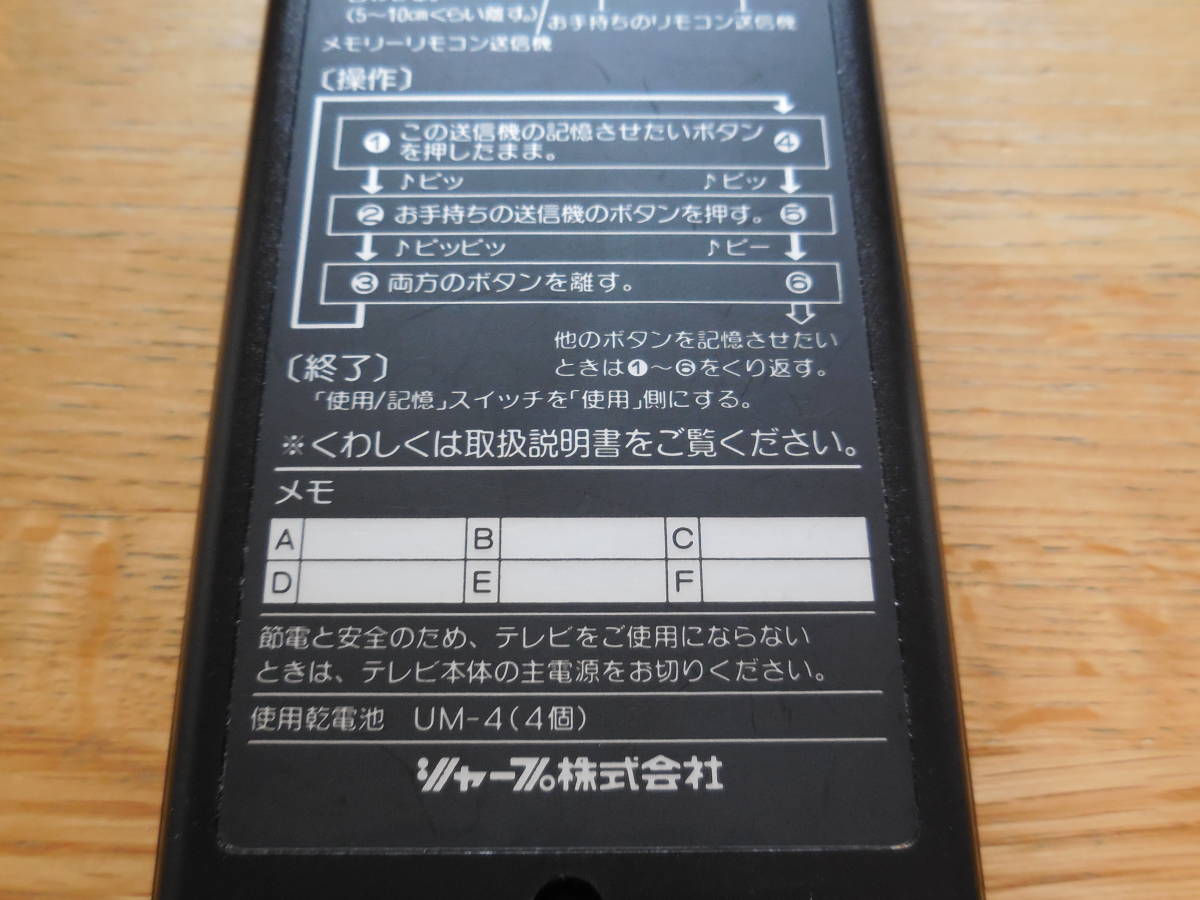 (5〜10cmぐらい離す。)
お手持ちのリモコン送信機
メモリーリモコン送信機
〔操作〕
❶ この送信機の記憶させたいボタン ❹
を押したまま。
♪ピッ ♪ピッ
❷ お手持ちの送信機のボタンを押す。 ❺
♪ピッピッ ♪ピー
❸ 両方のボタンを離す。 ❻
他のボタンを記憶させたい
ときは❶〜❻をくり返す。
〔終了〕
「使用/記憶」スイッチを「使用」側にする。
※くわしくは取扱説明書をご覧ください。
メモ
A B C
D E F
節電と安全のため、テレビをご使用にならない
ときは、テレビ本体の主電源をお切りください。
使用乾電池 UM-4(4個)
シャープ株式会社